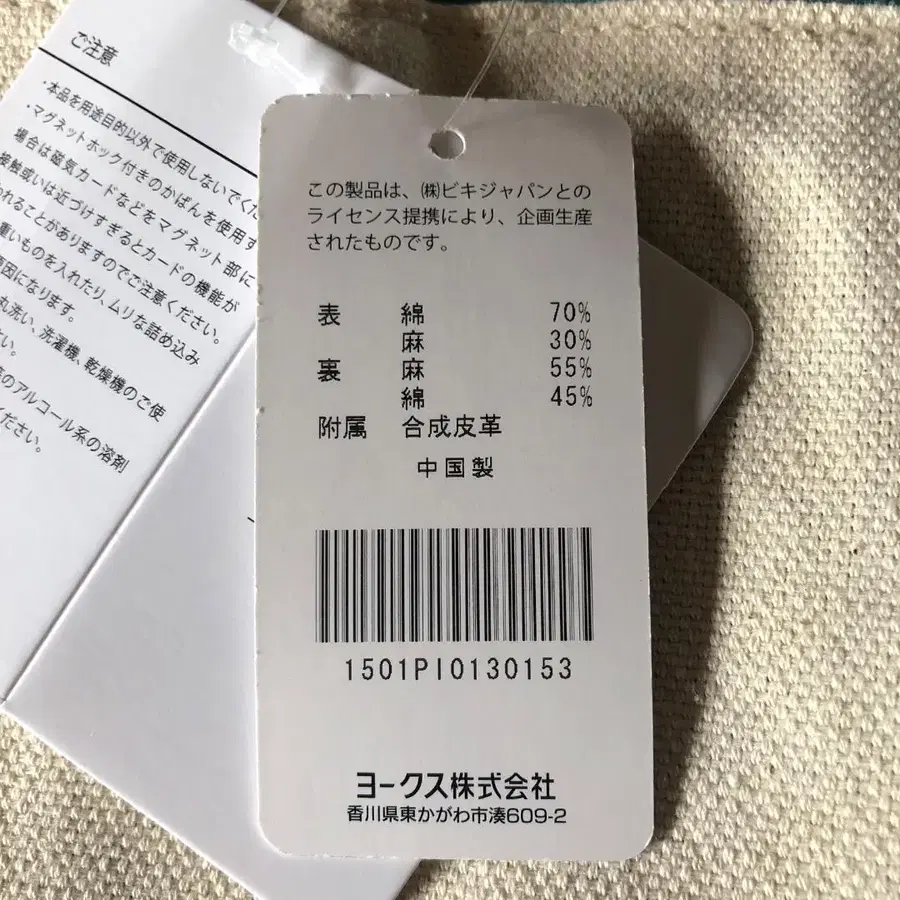 ご注意
・本品を用途目的以外で使用しないでくだ
・マグネットホック付きのかばんを使用す
場合は磁気カードなどをマグネット部に
接触或いは近づけすぎるとカードの機能が
われることがありますのでご注意ください。
重いものを入れたり、ムリな詰め込み
原因になります。
丸洗い、洗濯機、乾燥機のご使
い。
のアルコール系の溶剤
ください。
この製品は、㈱ビキジャパンとの
ライセンス提携により、企画生産
されたものです。
表 綿 70%
麻 30%
裏 麻 55%
綿 45%
附属 合成皮革
中国製
1501PI0130153
ヨークス株式会社
香川県東かがわ市湊609-2